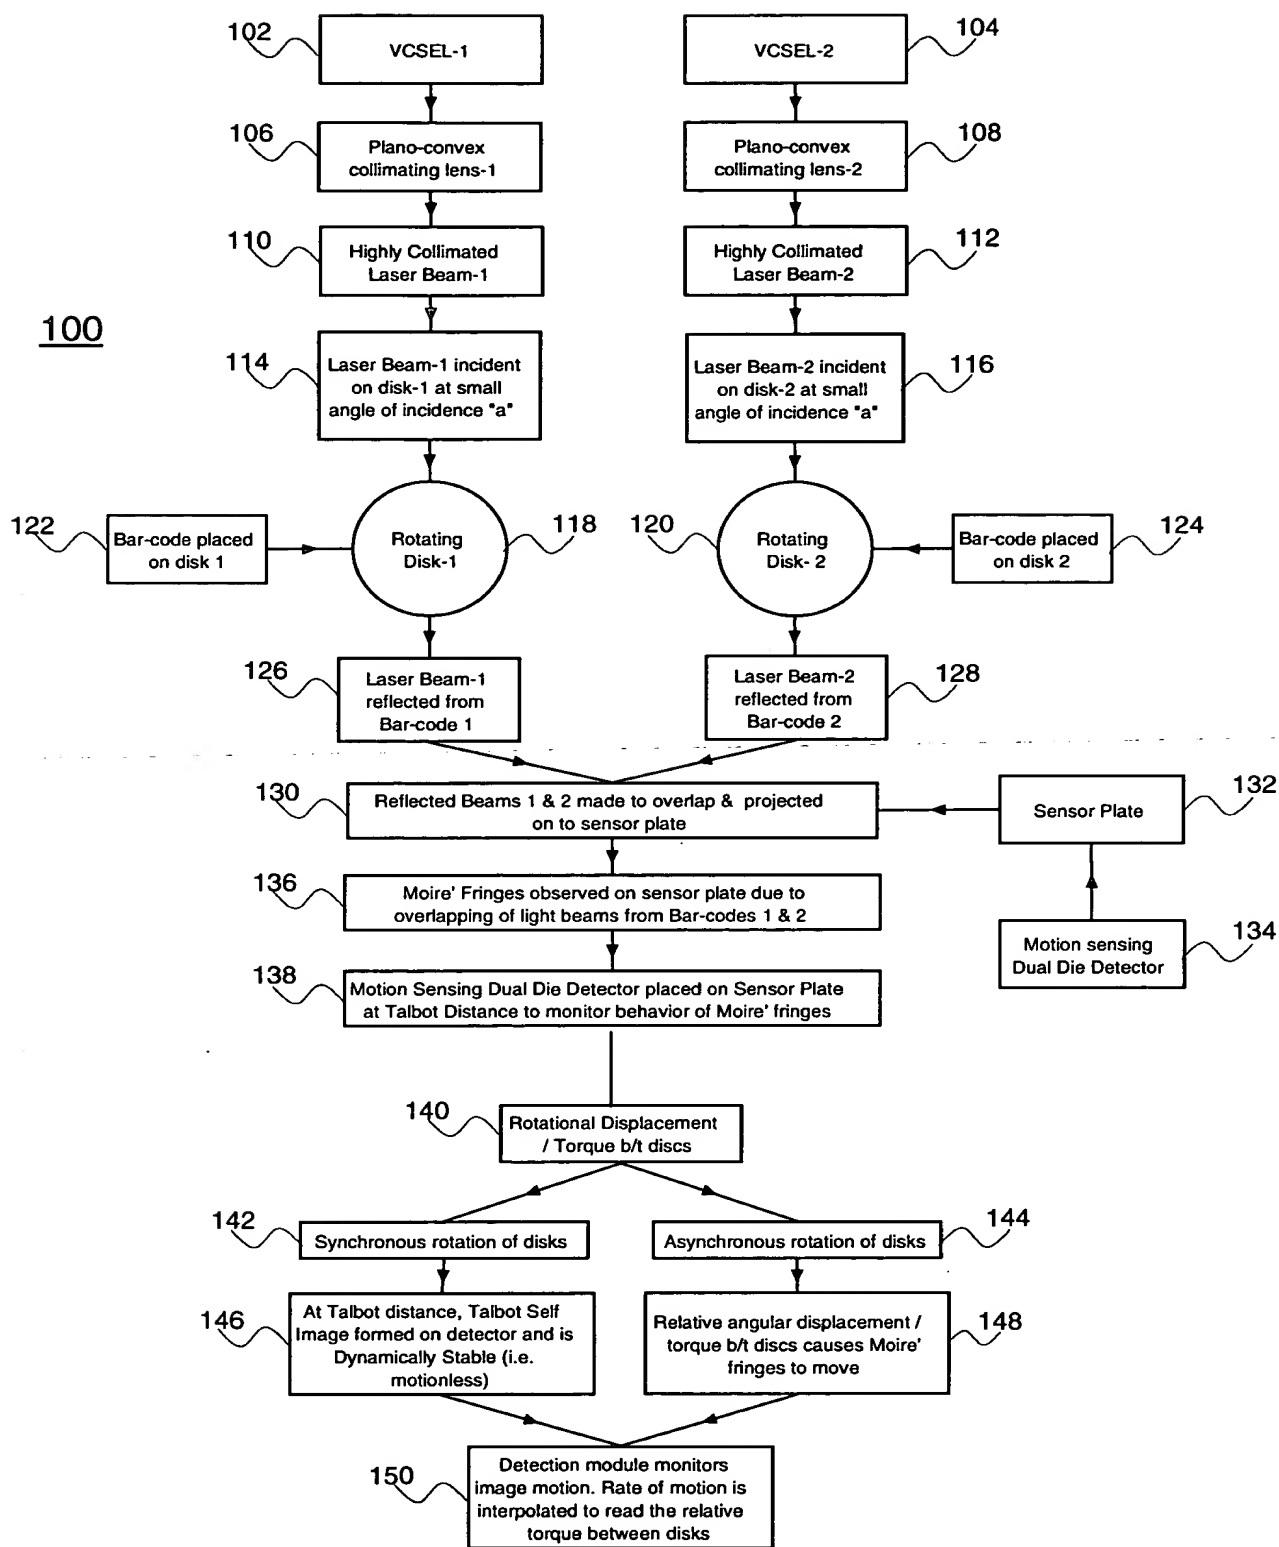 102
VCSEL-1
VCSEL-2
104
106
Plano-convex
collimating lens-1
Plano-convex
collimating lens-2
108
110
Highly Collimated
Laser Beam-1
Highly Collimated
Laser Beam-2
112
100
114
Laser Beam-1 incident
on disk-1 at small
angle of incidence "a"
Laser Beam-2 incident
on disk-2 at small
angle of incidence "a"
116
122
Bar-code placed
on disk 1
Rotating
Disk-1
118
120
Rotating
Disk- 2
Bar-code placed
on disk 2
124
126
Laser Beam-1
reflected from
Bar-code 1
Laser Beam-2
reflected from
Bar-code 2
128
130
Reflected Beams 1 & 2 made to overlap & projected
on to sensor plate
Sensor Plate
132
136
Moire' Fringes observed on sensor plate due to
overlapping of light beams from Bar-codes 1 & 2
Motion sensing
Dual Die Detector
134
138
Motion Sensing Dual Die Detector placed on Sensor Plate
at Talbot Distance to monitor behavior of Moire' fringes
140
Rotational Displacement
/ Torque b/t discs
142
Synchronous rotation of disks
Asynchronous rotation of disks
144
146
At Talbot distance, Talbot Self
Image formed on detector and is
Dynamically Stable (i.e.
motionless)
Relative angular displacement /
torque b/t discs causes Moire'
fringes to move
148
150
Detection module monitors
image motion. Rate of motion is
interpolated to read the relative
torque between disks